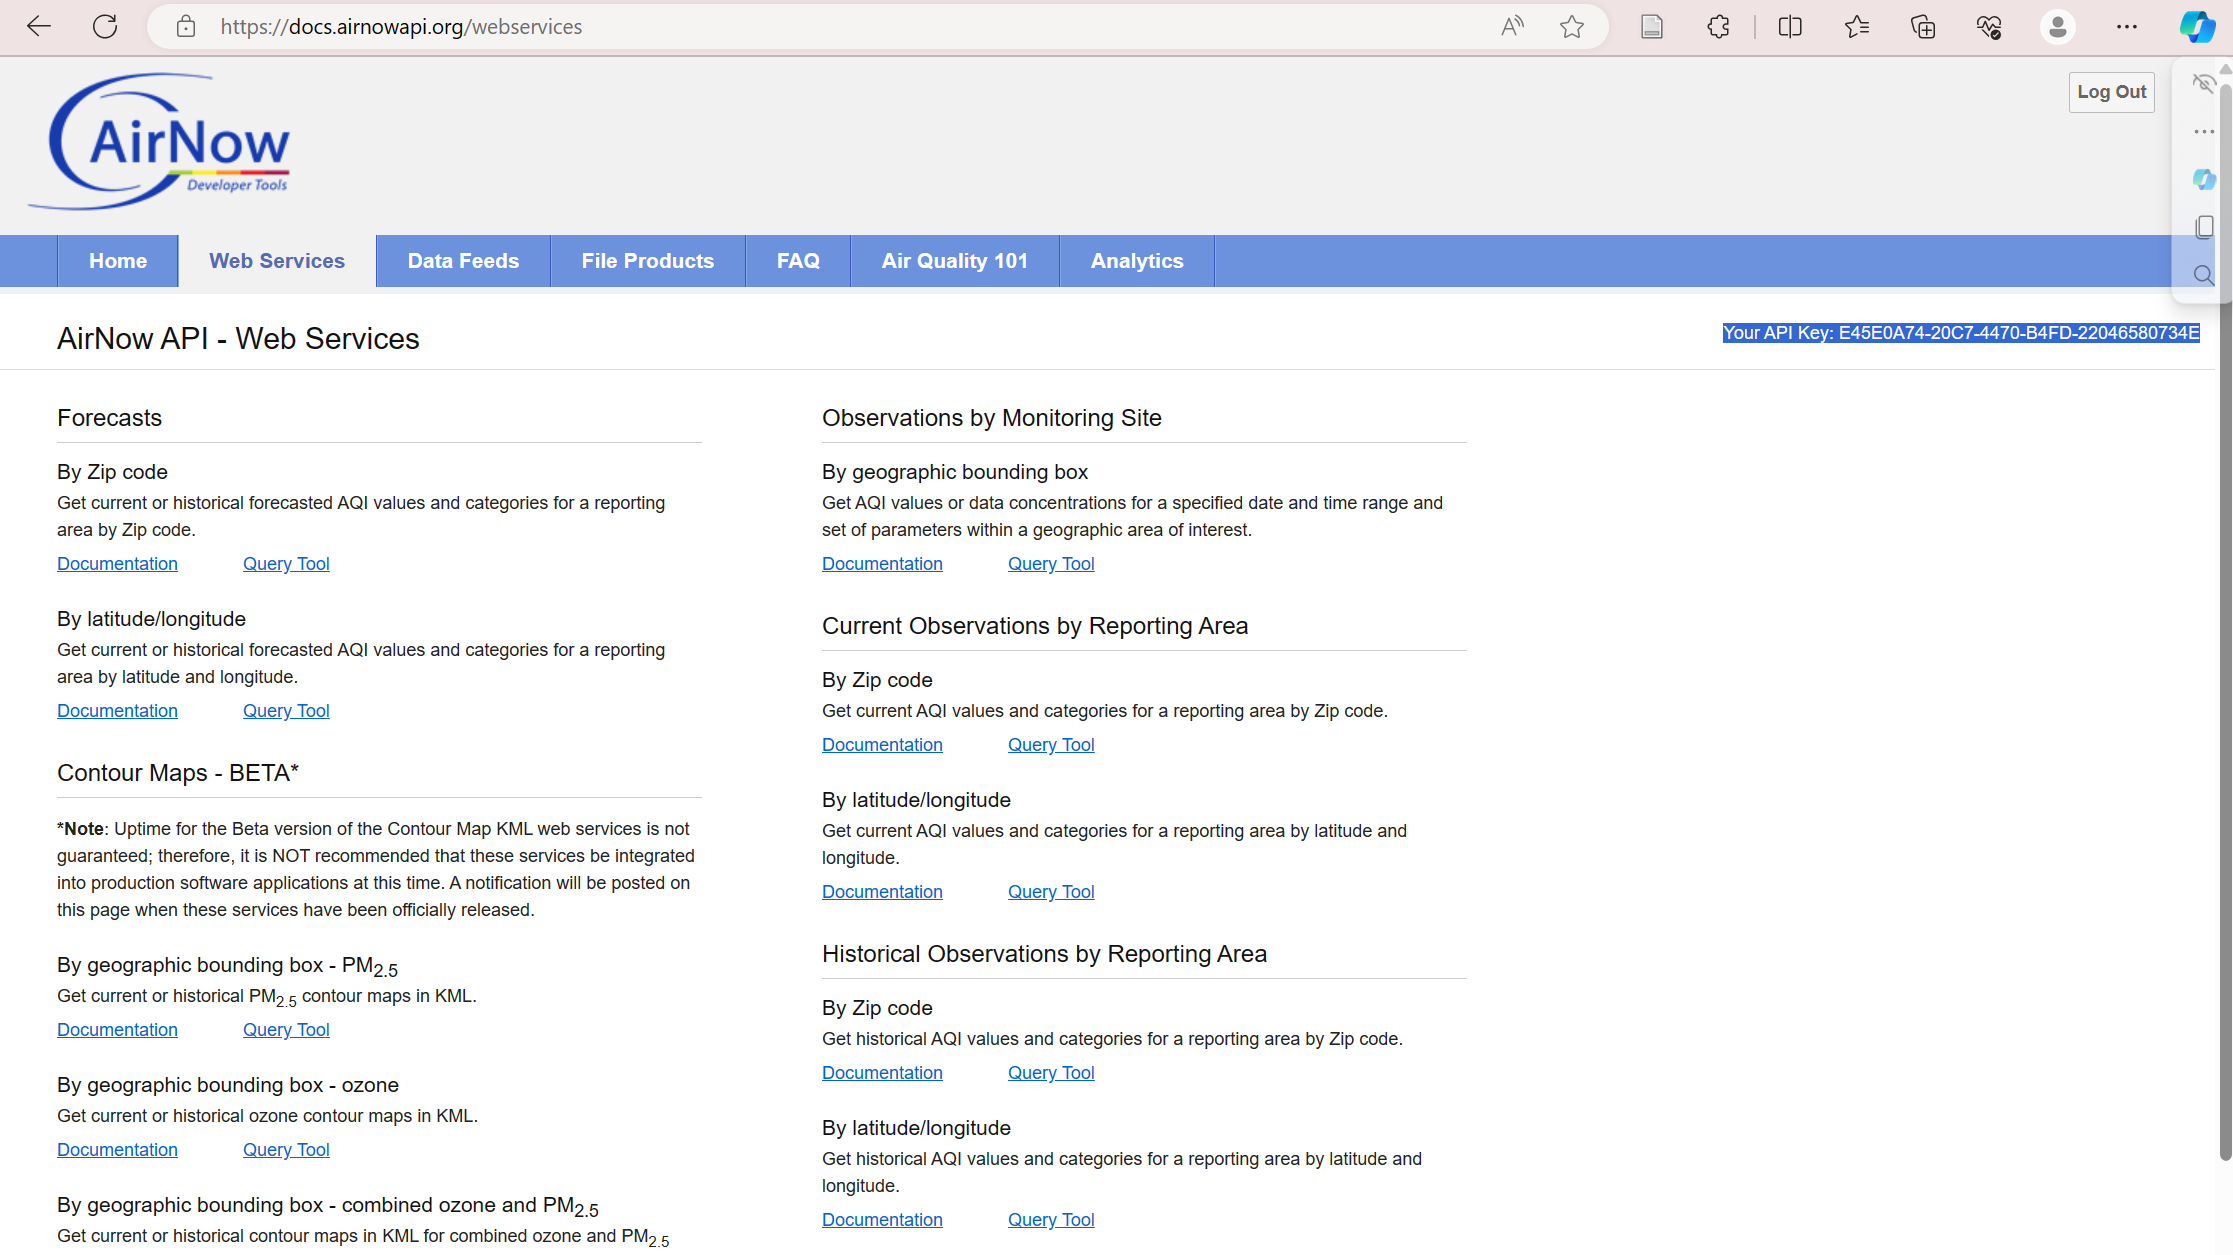 https://docs.airnowapi.org/webservices
Log Out
AirNow
Developer Tools
Home
Web Services
Data Feeds
File Products
FAQ
Air Quality 101
Analytics
AirNow API - Web Services
Your API Key: E45E0A74-20C7-4470-B4FD-22046580734E
Forecasts
By Zip code
Get current or historical forecasted AQI values and categories for a reporting
area by Zip code.
Documentation Query Tool
By latitude/longitude
Get current or historical forecasted AQI values and categories for a reporting
area by latitude and longitude.
Documentation Query Tool
Contour Maps - BETA*
*Note: Uptime for the Beta version of the Contour Map KML web services is not
guaranteed; therefore, it is NOT recommended that these services be integrated
into production software applications at this time. A notification will be posted on
this page when these services have been officially released.
By geographic bounding box - PM2.5
Get current or historical PM2.5 contour maps in KML.
Documentation Query Tool
By geographic bounding box - ozone
Get current or historical ozone contour maps in KML.
Documentation Query Tool
By geographic bounding box - combined ozone and PM2.5
Get current or historical contour maps in KML for combined ozone and PM2.5
Observations by Monitoring Site
By geographic bounding box
Get AQI values or data concentrations for a specified date and time range and
set of parameters within a geographic area of interest.
Documentation Query Tool
Current Observations by Reporting Area
By Zip code
Get current AQI values and categories for a reporting area by Zip code.
Documentation Query Tool
By latitude/longitude
Get current AQI values and categories for a reporting area by latitude and
longitude.
Documentation Query Tool
Historical Observations by Reporting Area
By Zip code
Get historical AQI values and categories for a reporting area by Zip code.
Documentation Query Tool
By latitude/longitude
Get historical AQI values and categories for a reporting area by latitude and
longitude.
Documentation Query Tool